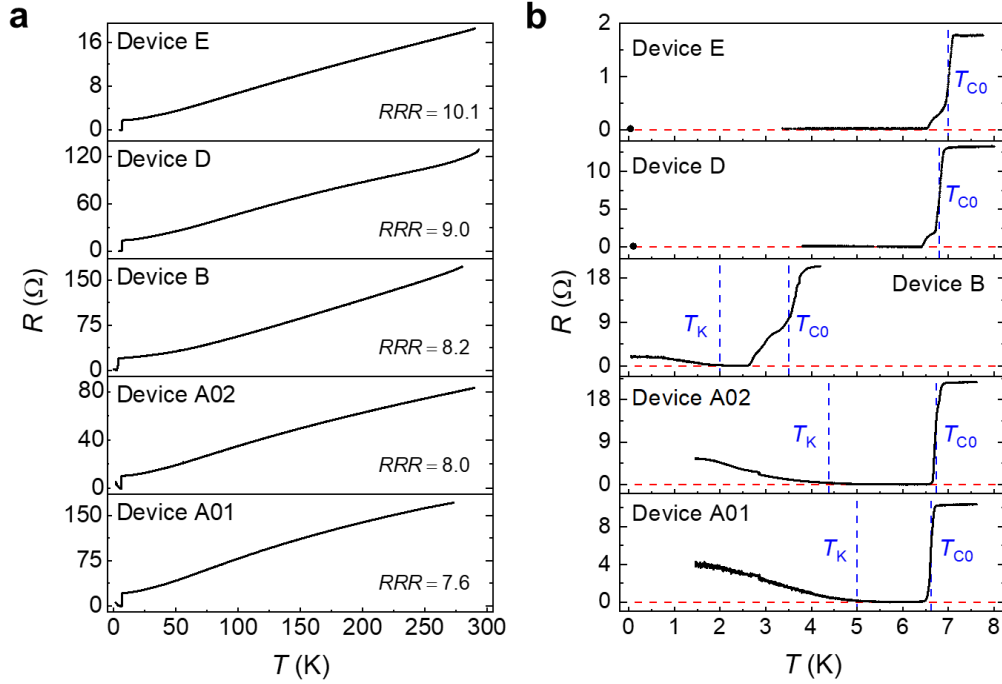 a
R (Ω)
Device E
16
8
0
RRR = 10.1
Device D
120
60
0
RRR = 9.0
Device B
150
75
0
RRR = 8.2
Device A02
80
40
0
RRR = 8.0
Device A01
150
75
0
RRR = 7.6
0 50 100 150 200 250 300
T (K)
b
R (Ω)
Device E
2
1
0
TC0
Device D
10
5
0
TC0
Device B
18
9
0
TK
TC0
Device A02
18
9
0
TK
TC0
Device A01
8
4
0
TK
TC0
0 1 2 3 4 5 6 7 8
T (K)